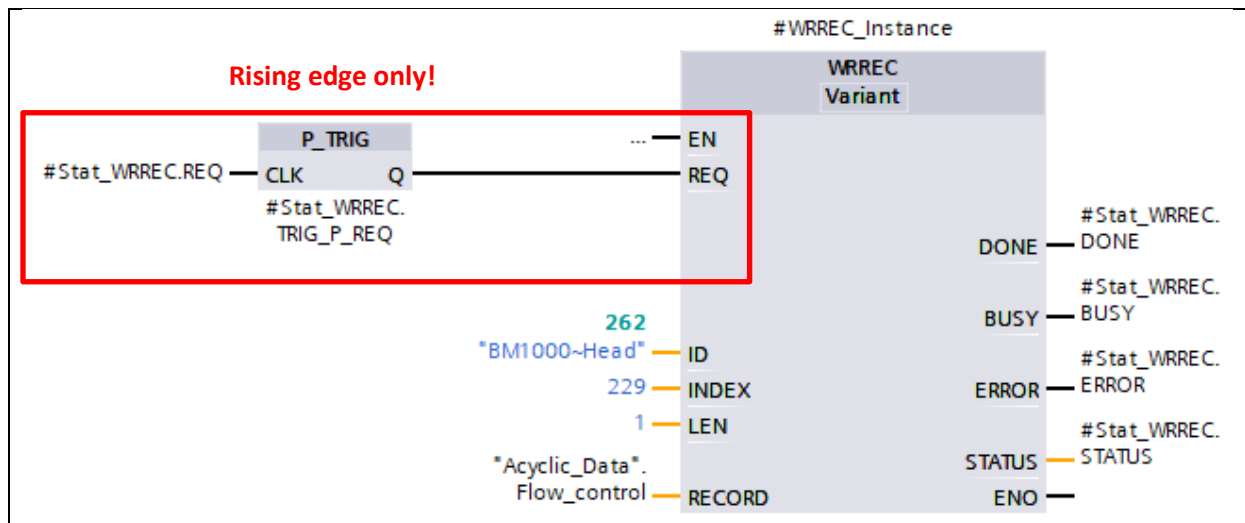 #WRREC_Instance
Rising edge only!
WRREC
Variant
P_TRIG
... EN
#Stat_WRREC.REQ CLK Q REQ
#Stat_WRREC.
TRIG_P_REQ
#Stat_WRREC.
DONE DONE
#Stat_WRREC.
BUSY BUSY
262
"BM1000~Head" ID
#Stat_WRREC.
229 INDEX ERROR ERROR
1 LEN
#Stat_WRREC.
STATUS STATUS
"Acyclic_Data".
Flow_control RECORD ENO